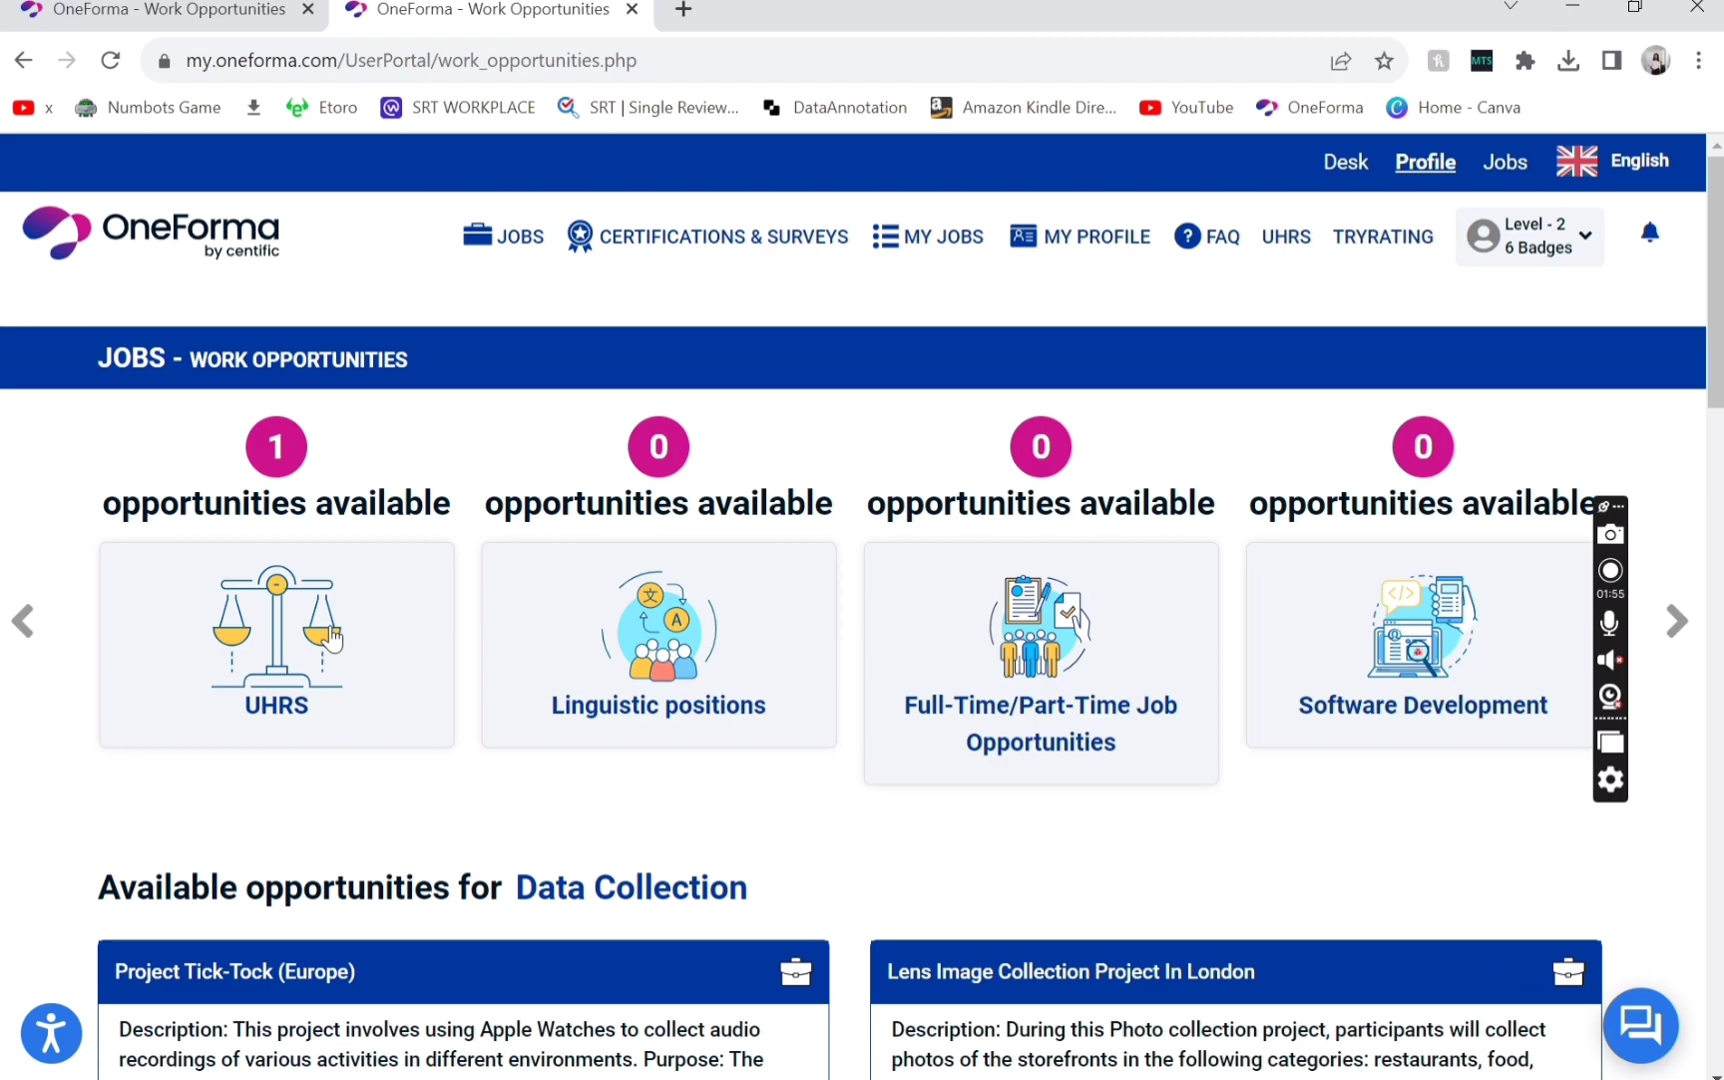 OneForma - Work Opportunities
OneForma - Work Opportunities
my.oneforma.com/UserPortal/work_opportunities.php
MTS
x
Numbots Game
Etoro
SRT WORKPLACE
SRT | Single Review...
DataAnnotation
Amazon Kindle Dire...
YouTube
OneForma
Home - Canva
Desk
Profile
Jobs
English
OneForma
by centific
JOBS
CERTIFICATIONS & SURVEYS
MY JOBS
MY PROFILE
? FAQ
UHRS
TRYRATING
Level - 2
6 Badges
JOBS - WORK OPPORTUNITIES
1
opportunities available
UHRS
0
opportunities available
文
A
Linguistic positions
0
opportunities available
Full-Time/Part-Time Job
Opportunities
0
opportunities available
</>
Software Development
01:55
Available opportunities for Data Collection
Project Tick-Tock (Europe)
Description: This project involves using Apple Watches to collect audio
recordings of various activities in different environments. Purpose: The
Lens Image Collection Project In London
Description: During this Photo collection project, participants will collect
photos of the storefronts in the following categories: restaurants, food,